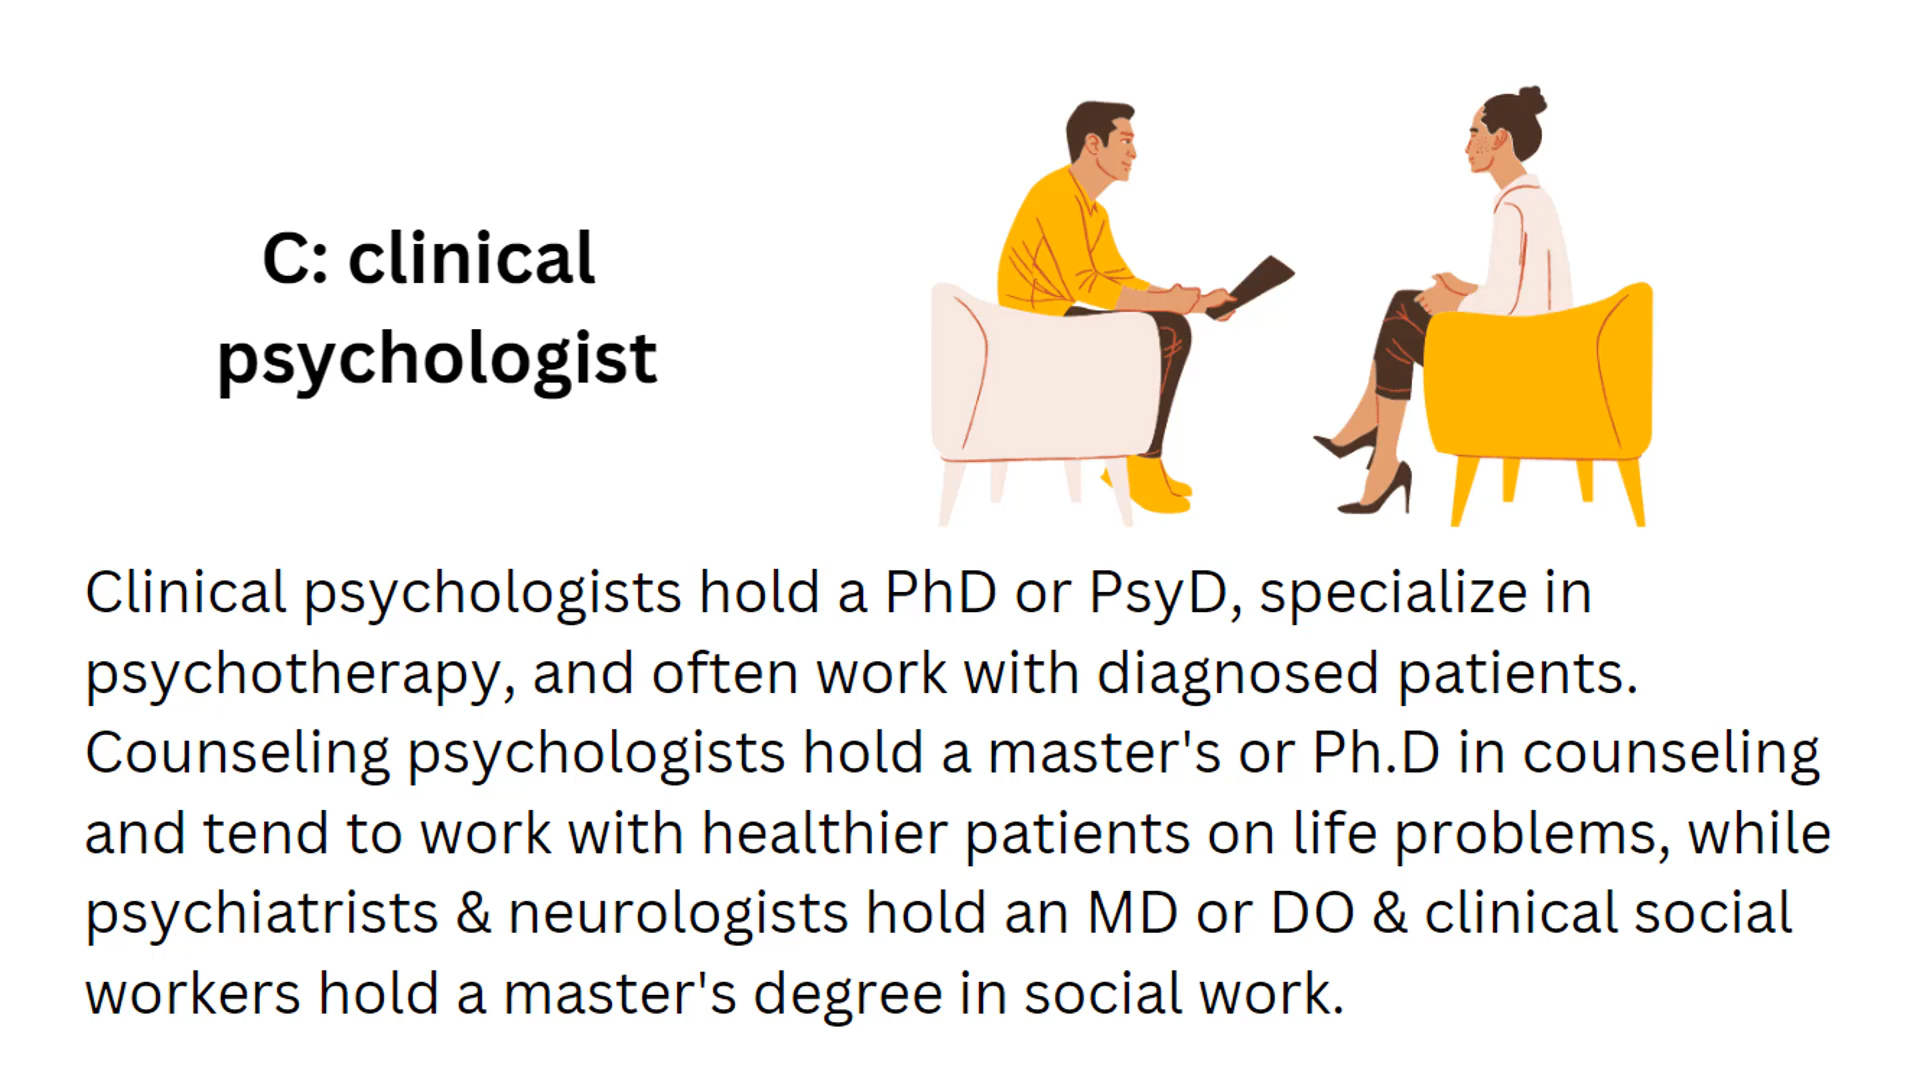 C: clinical
psychologist
Clinical psychologists hold a PhD or PsyD, specialize in
psychotherapy, and often work with diagnosed patients.
Counseling psychologists hold a master's or Ph.D in counseling
and tend to work with healthier patients on life problems, while
psychiatrists & neurologists hold an MD or DO & clinical social
workers hold a master's degree in social work.